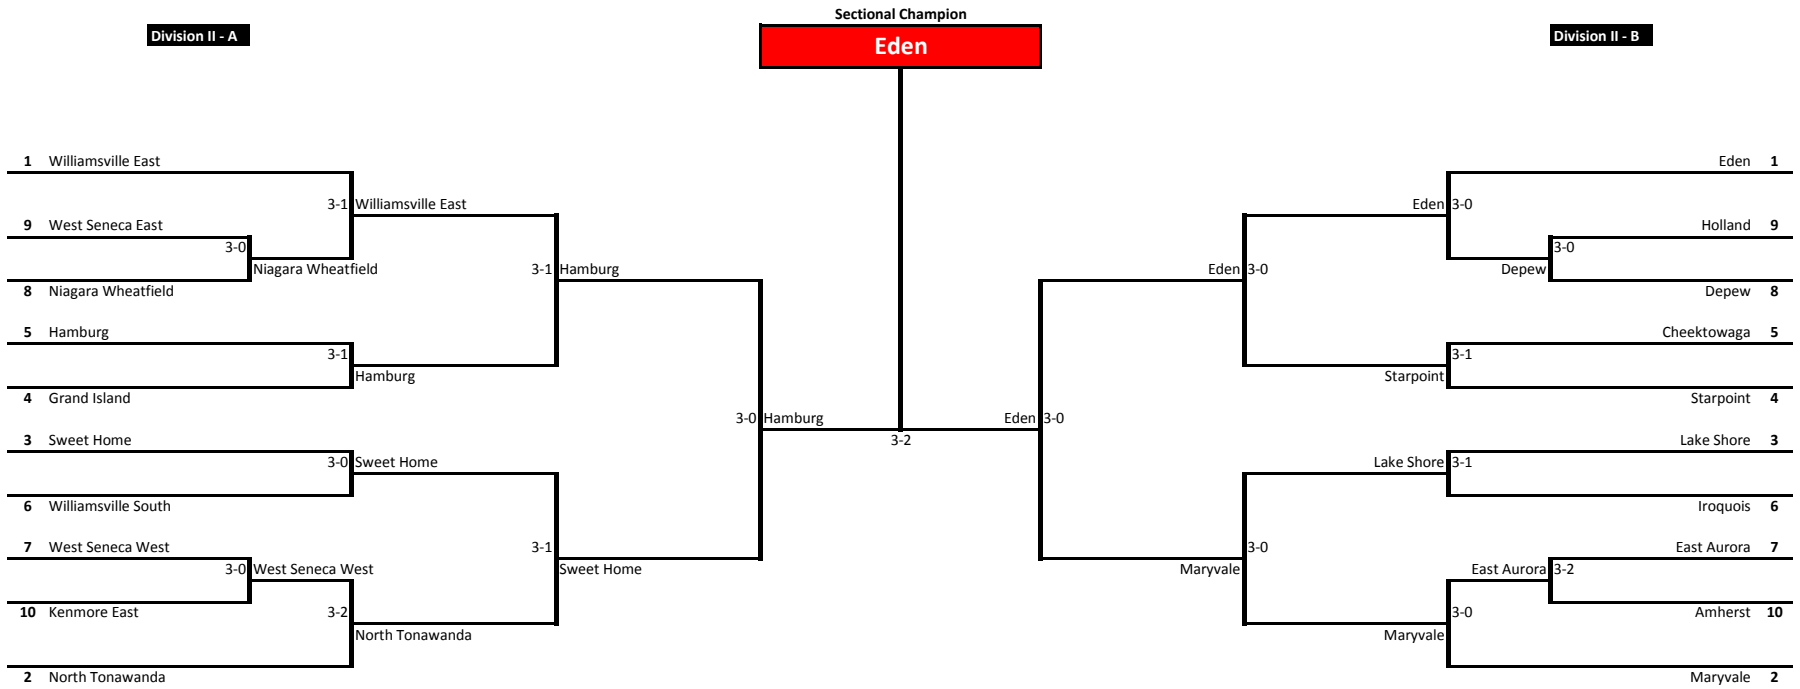 Sectional Champion
Division II - A
Eden
Division II - B
1 Williamsville East
Eden 1
3-1 Williamsville East
Eden 3-0
9 West Seneca East
Holland 9
3-0
3-0
Niagara Wheatfield
3-1 Hamburg
Eden 3-0
Depew
8 Niagara Wheatfield
Depew 8
5 Hamburg
Cheektowaga 5
3-1
3-1
Hamburg
Starpoint
4 Grand Island
Starpoint 4
3-0 Hamburg
Eden 3-0
3-2
3 Sweet Home
Lake Shore 3
3-0 Sweet Home
Lake Shore 3-1
6 Williamsville South
Iroquois 6
7 West Seneca West
3-1
3-0
East Aurora 7
3-0 West Seneca West
Sweet Home
Maryvale
East Aurora 3-2
10 Kenmore East
3-2
3-0
Amherst 10
North Tonawanda
Maryvale
2 North Tonawanda
Maryvale 2